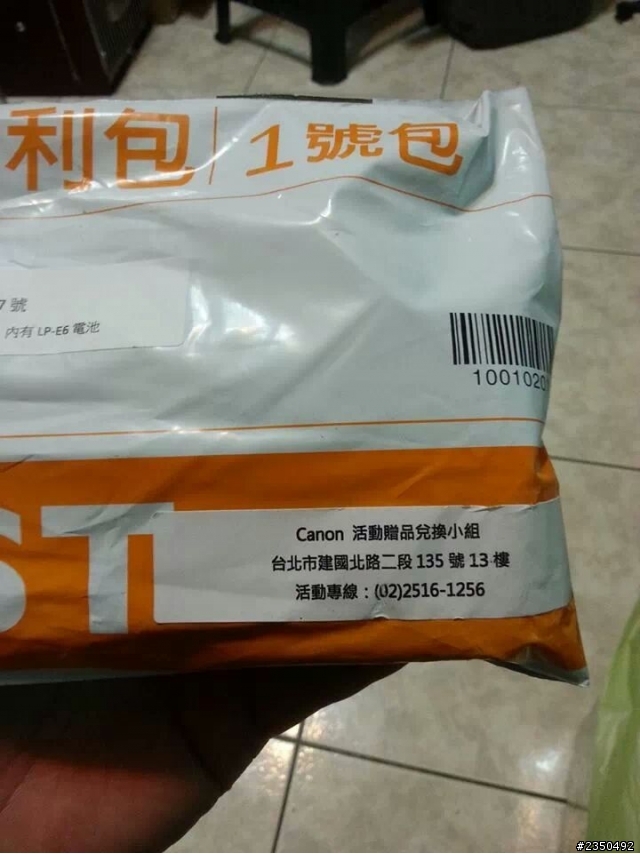 利包 1號包
7 號
內有 LP-E6 電池
1001020
ST
Canon 活動贈品兌換小組
台北市建國北路二段 135 號 13 樓
活動專線：(02)2516-1256
#2350492